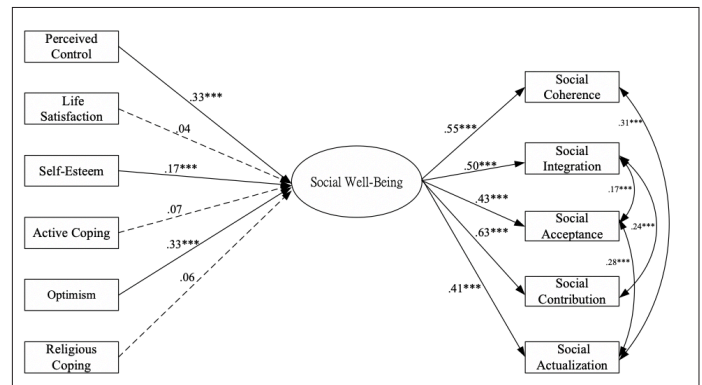 Perceived
Control
Life
Satisfaction
Self-Esteem
Active Coping
Optimism
Religious
Coping
.33***
.04
.17***
.07
.33***
.06
Social Well-Being
.55***
.50***
.43***
.63***
.41***
Social
Coherence
Social
Integration
Social
Acceptance
Social
Contribution
Social
Actualization
.31***
.17***
.24***
.28***